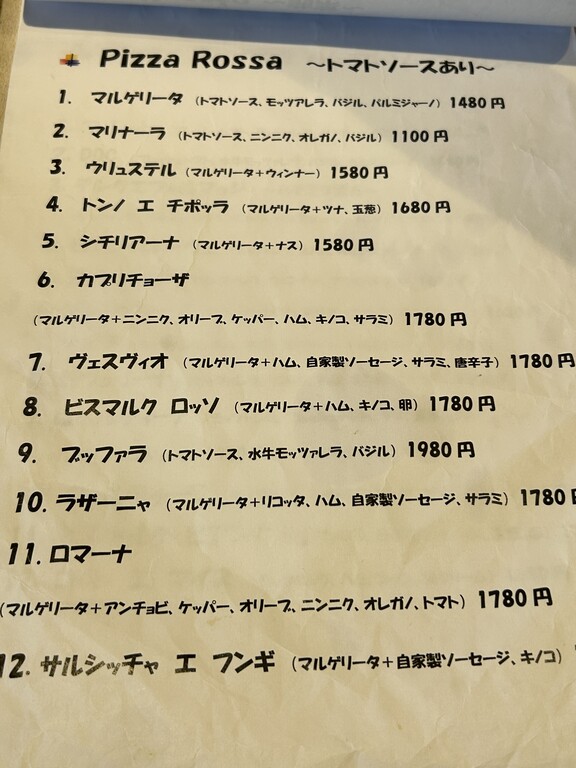 Pizza Rossa ～トマトソースあり～
1. マルゲリータ (トマトソース、モッツアレラ、バジル、パルミジャーノ) 1480円
2. マリナーラ (トマトソース、ニンニク、オレガノ、バジル) 1100円
3. ウリュステル (マルゲリータ+ウィンナー) 1580円
4. トンノ エ チポッラ (マルゲリータ+ツナ、玉葱) 1680円
5. シチリアーナ (マルゲリータ+ナス) 1580円
6. カプリチョーザ
(マルゲリータ+ニンニク、オリーブ、ケッパー、ハム、キノコ、サラミ) 1780円
7. ヴェスヴィオ (マルゲリータ+ハム、自家製ソーセージ、サラミ、唐辛子) 1780円
8. ビスマルク ロッソ (マルゲリータ+ハム、キノコ、卵) 1780円
9. ブッファラ (トマトソース、水牛モッツァレラ、バジル) 1980円
10. ラザーニャ (マルゲリータ+リコッタ、ハム、自家製ソーセージ、サラミ) 1780
11. ロマーナ
(マルゲリータ+アンチョビ、ケッパー、オリーブ、ニンニク、オレガノ、トマト) 1780円
12. サルシッチャ エ フンギ (マルゲリータ+自家製ソーセージ、キノコ)